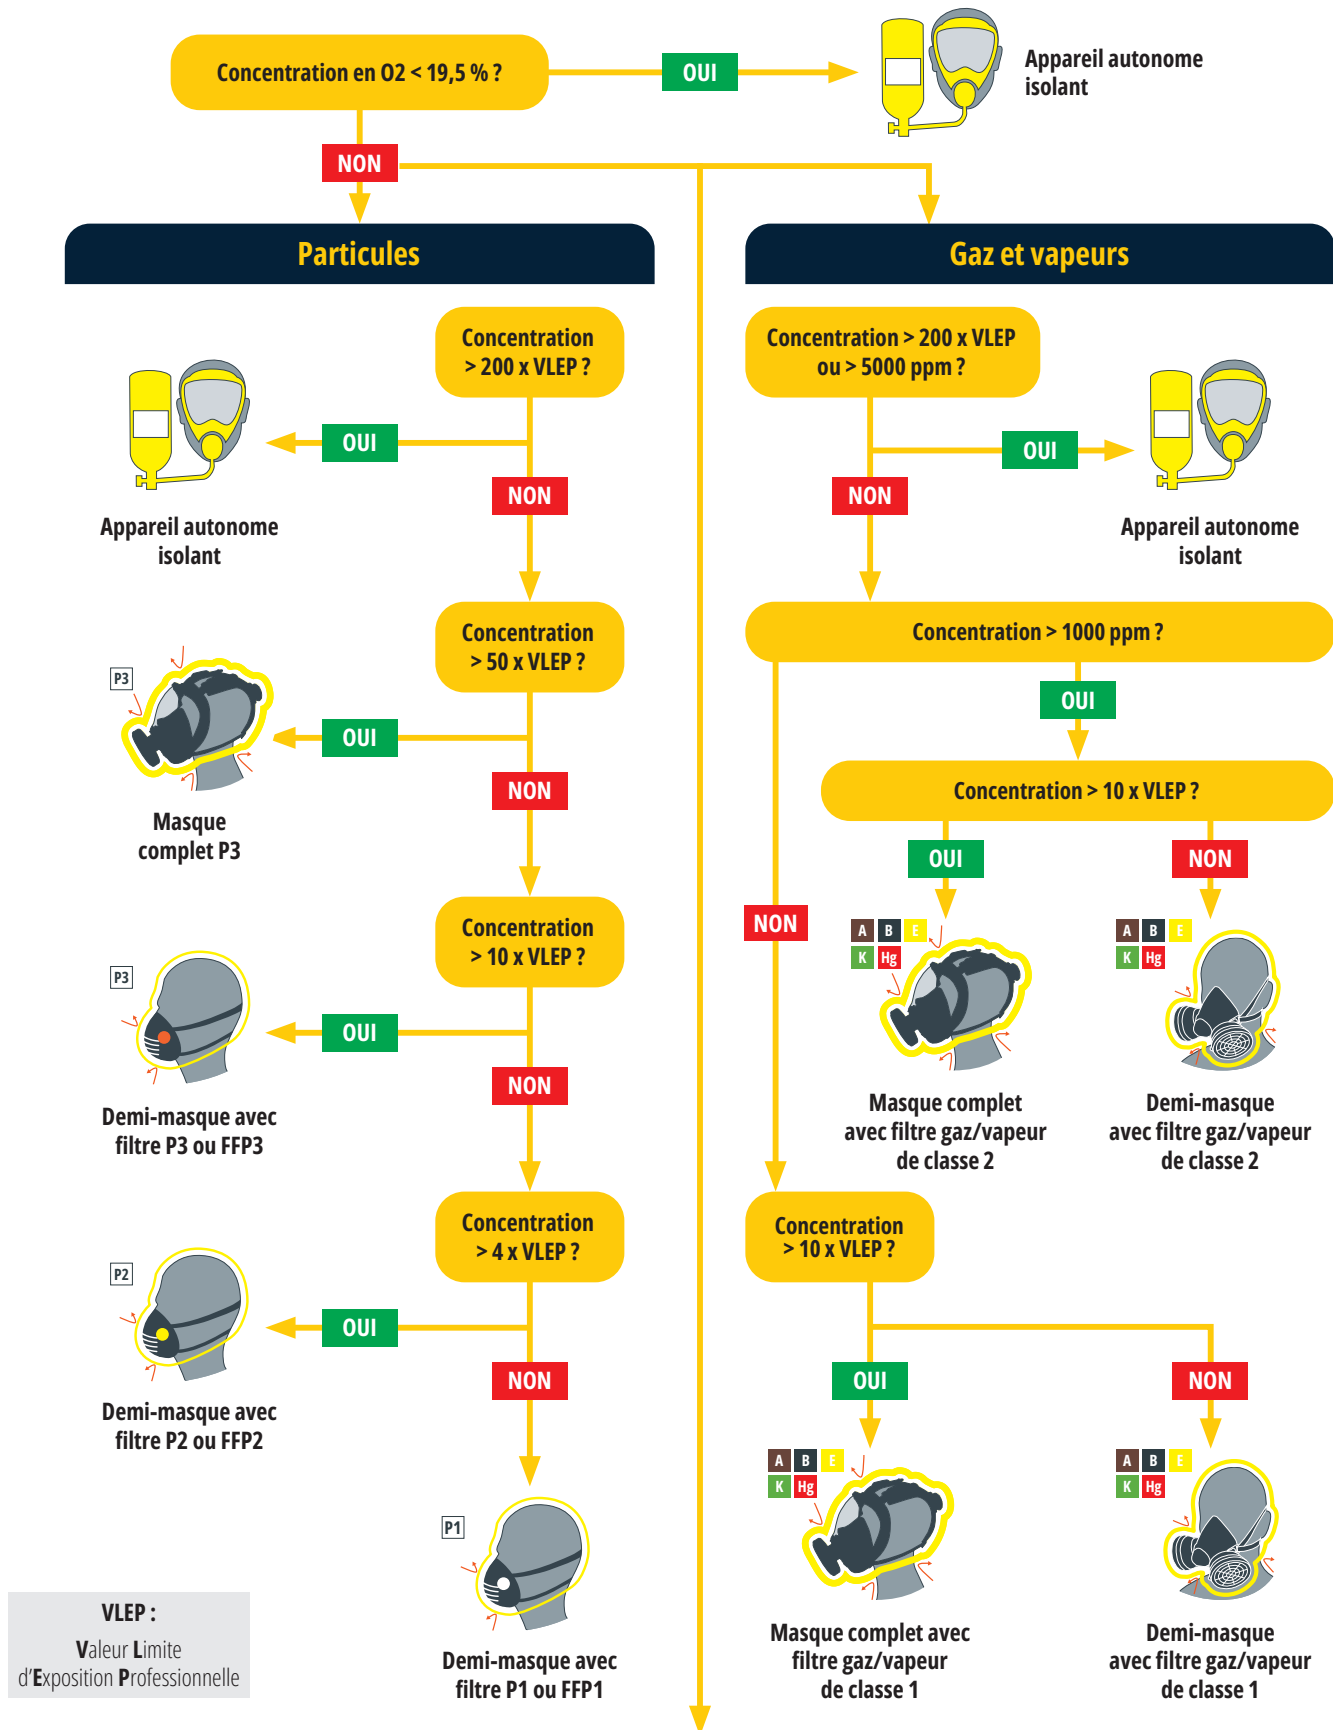 Concentration en O2 < 19,5 % ?
OUI
Appareil autonome
isolant
NON
Particules
Concentration
> 200 x VLEP ?
OUI
Appareil autonome
isolant
NON
Concentration
> 50 x VLEP ?
P3
OUI
Masque
complet P3
NON
Concentration
> 10 x VLEP ?
P3
OUI
Demi-masque avec
filtre P3 ou FFP3
NON
Concentration
> 4 x VLEP ?
P2
OUI
Demi-masque avec
filtre P2 ou FFP2
NON
P1
Demi-masque avec
filtre P1 ou FFP1
VLEP :
Valeur Limite
d'Exposition Professionnelle
Gaz et vapeurs
Concentration > 200 x VLEP
ou > 5000 ppm ?
OUI
Appareil autonome
isolant
NON
Concentration > 1000 ppm ?
OUI
Concentration > 10 x VLEP ?
OUI
NON
A B E
K Hg
Masque complet
avec filtre gaz/vapeur
de classe 2
A B E
K Hg
Demi-masque
avec filtre gaz/vapeur
de classe 2
NON
Concentration
> 10 x VLEP ?
OUI
NON
A B E
K Hg
Masque complet avec
filtre gaz/vapeur
de classe 1
A B E
K Hg
Demi-masque
avec filtre gaz/vapeur
de classe 1